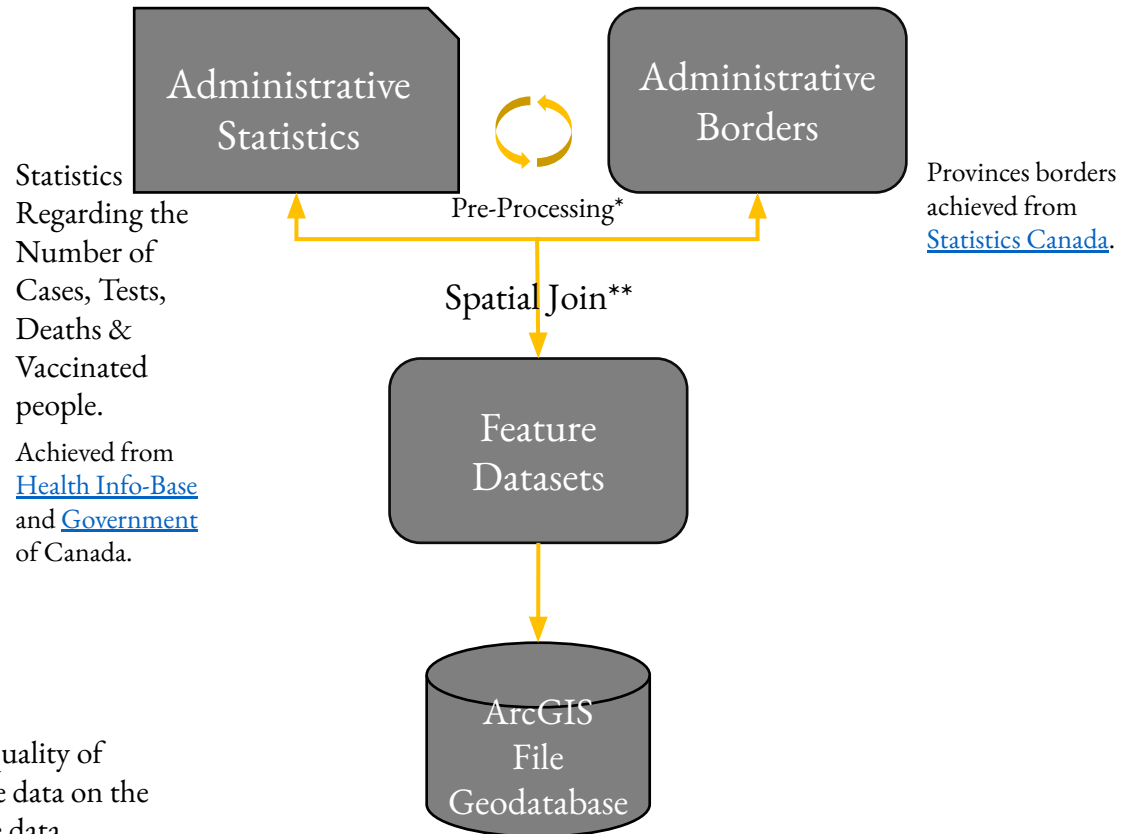 Administrative
Statistics
Administrative
Borders
Pre-Processing*
Statistics
Regarding the
Number of
Cases, Tests,
Deaths &
Vaccinated
people.
Achieved from
Health Info-Base
and Government
of Canada.
Provinces borders
achieved from
Statistics Canada.
Spatial Join**
Feature
Datasets
ArcGIS
File
Geodatabase
of
data on the
data